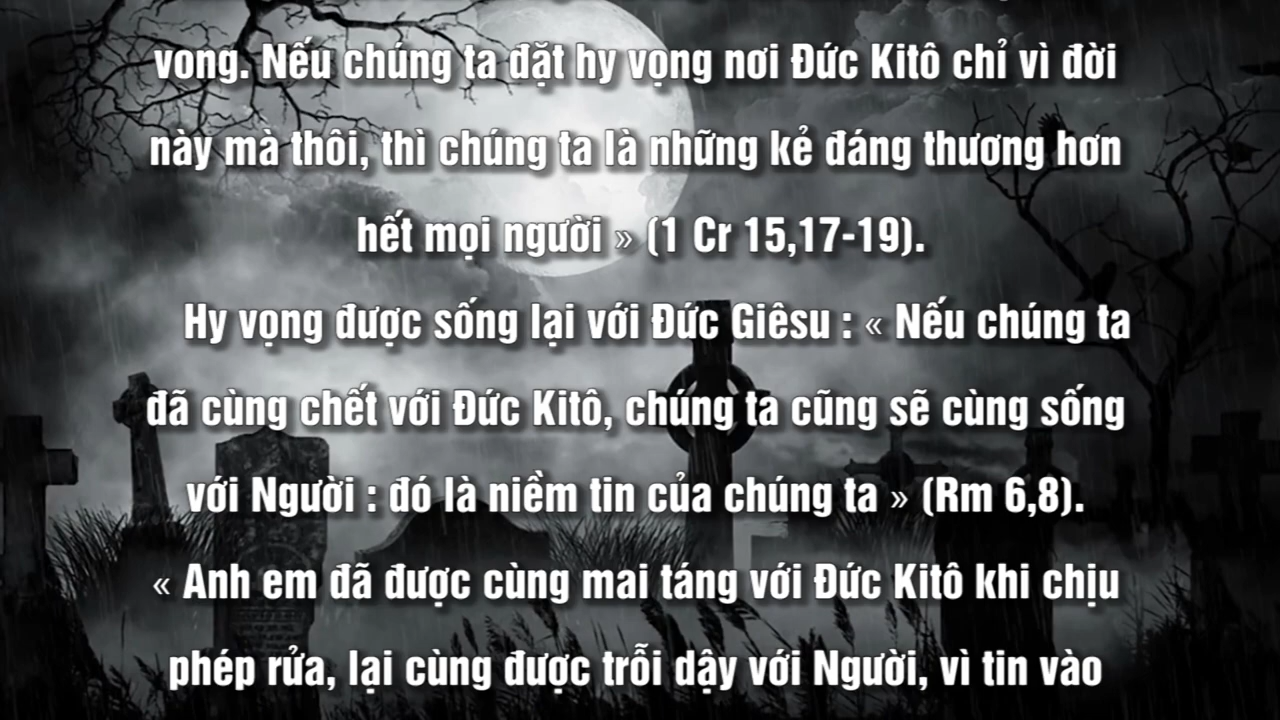 vong. Nếu chúng ta đặt hy vọng nơi Đức Kitô chỉ vì đời
này mà thôi, thì chúng ta là những kẻ đáng thương hơn
hết mọi người » (1 Cr 15,17-19).
Hy vọng được sống lại với Đức Giêsu : « Nếu chúng ta
đã cùng chết với Đức Kitô, chúng ta cũng sẽ cùng sống
với Người : đó là niềm tin của chúng ta » (Rm 6,8).
« Anh em đã được cùng mai táng với Đức Kitô khi chịu
phép rửa, lại cùng được trỗi dậy với Người, vì tin vào